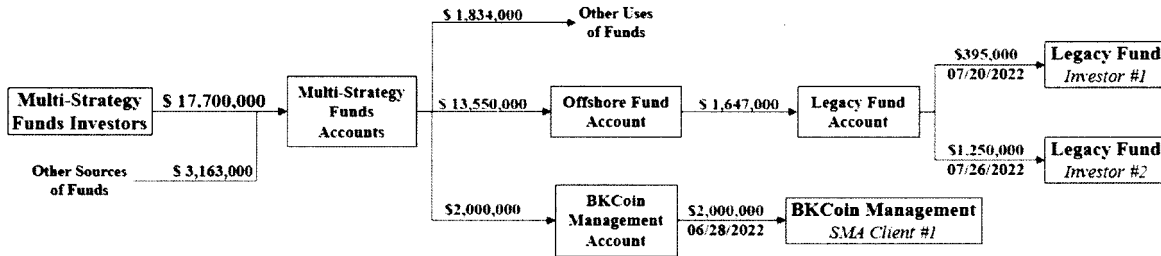 $ 1,834,000
Other Uses
of Funds
Multi-Strategy
Funds Investors
$ 17,700,000
Other Sources
of Funds
$ 3,163,000
Multi-Strategy
Funds
Accounts
$ 13,550,000
Offshore Fund
Account
$ 1,647,000
Legacy Fund
Account
$395,000
07/20/2022
Legacy Fund
Investor #1
$1,250,000
07/26/2022
Legacy Fund
Investor #2
$2,000,000
BKCoin
Management
Account
$2,000,000
06/28/2022
BKCoin Management
SMA Client #1